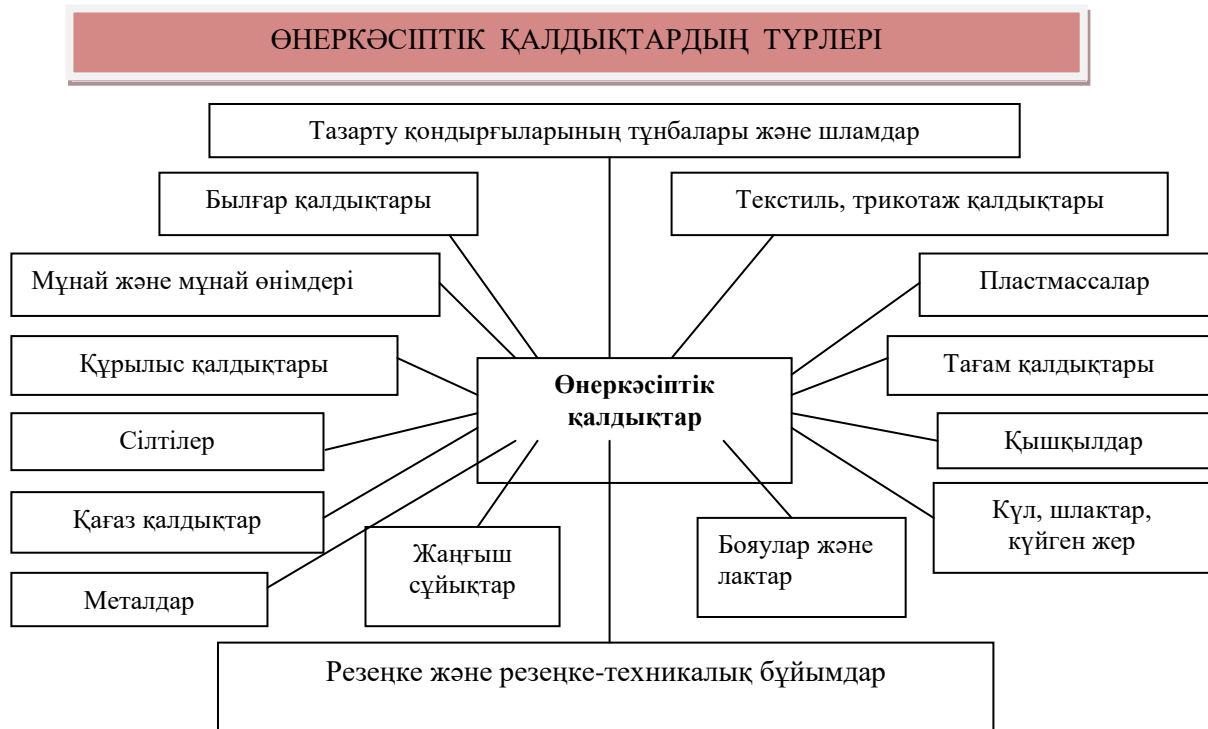 ӨНЕРКӘСІПТІК ҚАЛДЫҚТАРДЫҢ ТҮРЛЕРІ
Тазарту қондырғыларының тұнбалары және шламдар
Былғар қалдықтары
Текстиль, трикотаж қалдықтары
Мұнай және мұнай өнімдері
Пластмассалар
Құрылыс қалдықтары
Тағам қалдықтары
Өнеркәсіптік
қалдықтар
Сілтілер
Қышқылдар
Қағаз қалдықтар
Күл, шлактар,
күйген жер
Жаңғыш
сұйықтар
Бояулар және
лактар
Металдар
Резеңке және резеңке-техникалық бұйымдар